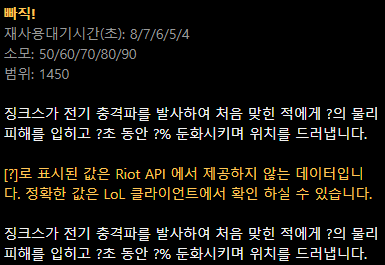 빠직!
재사용대기시간(초): 8/7/6/5/4
소모: 50/60/70/80/90
범위: 1450
징크스가 전기 충격파를 발사하여 처음 맞힌 적에게 ?의 물리
피해를 입히고 ?초 동안 ?% 둔화시키며 위치를 드러냅니다.
[?]로 표시된 값은 Riot API 에서 제공하지 않는 데이터입니
다. 정확한 값은 LoL 클라이언트에서 확인 하실 수 있습니다.
징크스가 전기 충격파를 발사하여 처음 맞힌 적에게 ?의 물리
피해를 입히고 ?초 동안 ?% 둔화시키며 위치를 드러냅니다.